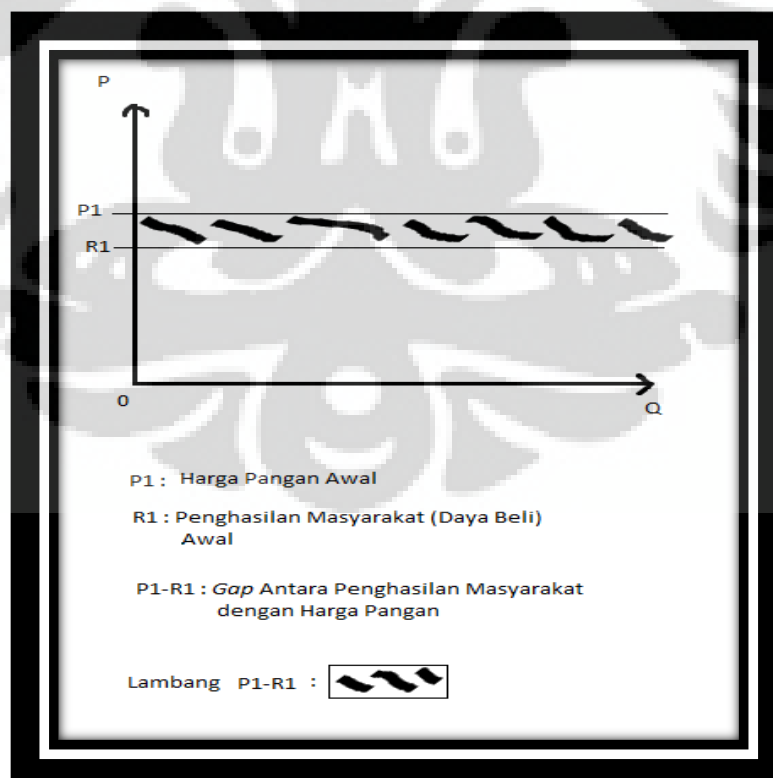 P
P1
R1
0
Q
P1 : Harga Pangan Awal
R1 : Penghasilan Masyarakat (Daya Beli)
Awal
P1-R1 : Gap Antara Penghasilan Masyarakat
dengan Harga Pangan
Lambang P1-R1 :